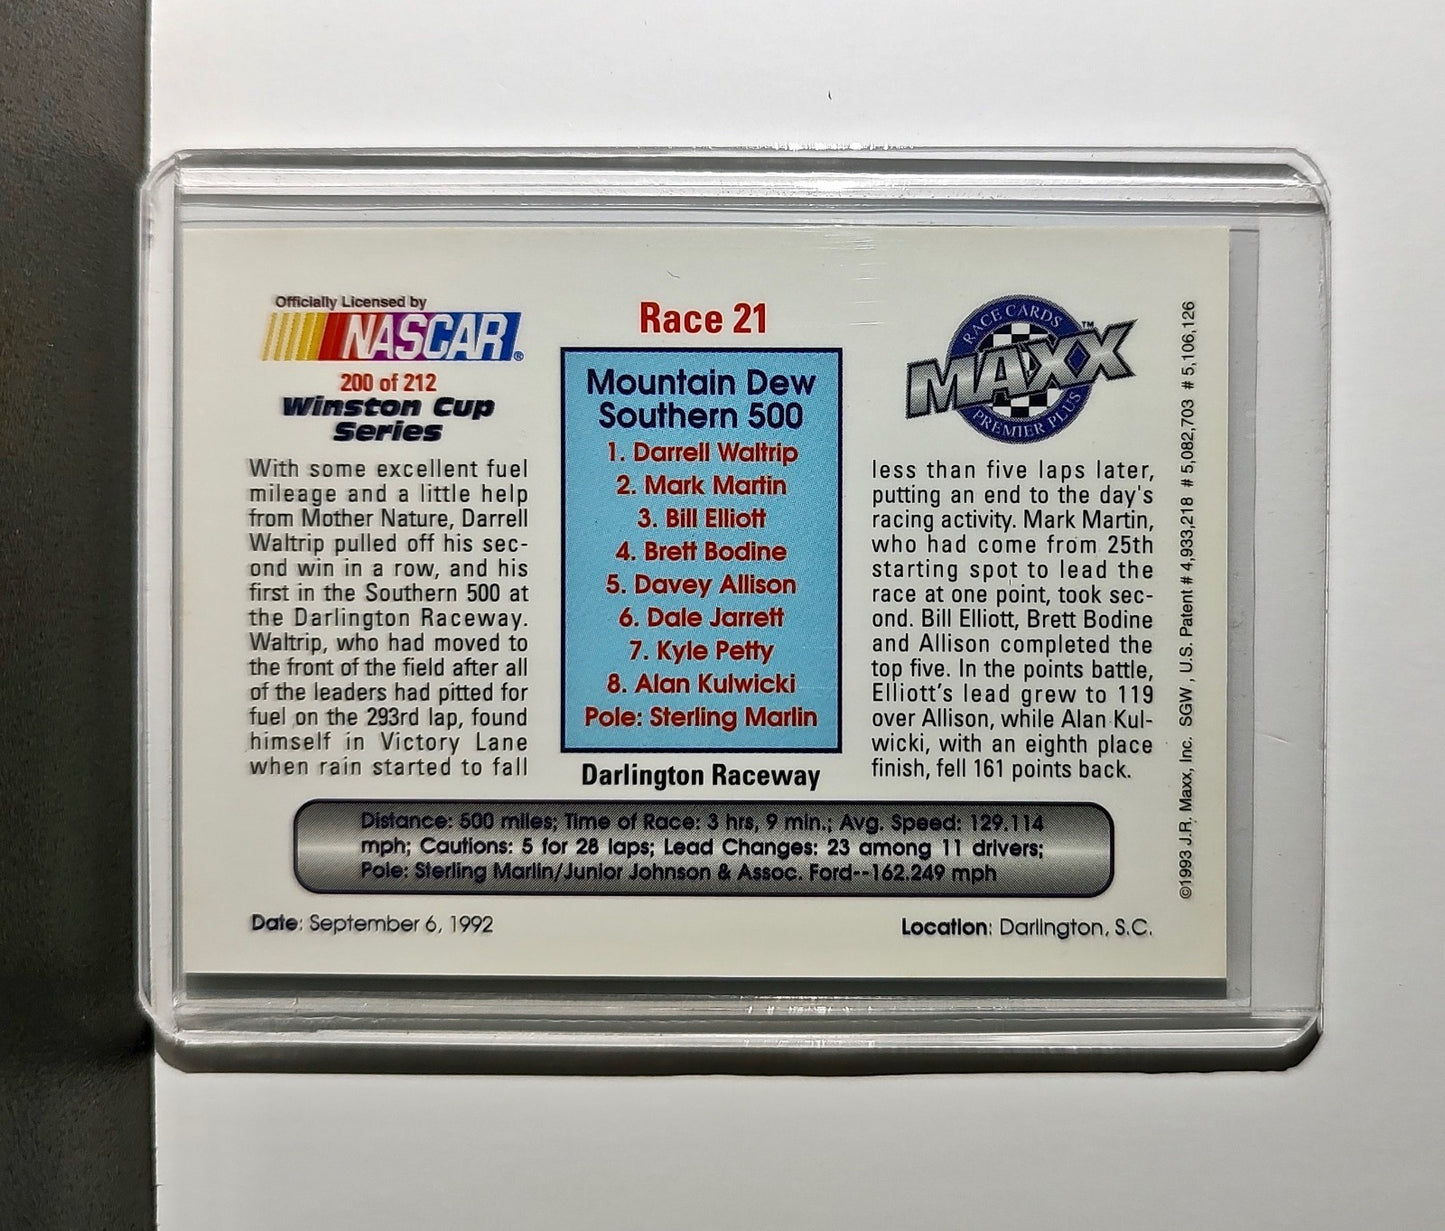 Officially Licensed by
NASCAR®
200 of 212
Winston Cup
Series
With some excellent fuel
mileage and a little help
from Mother Nature, Darrell
Waltrip pulled off his sec-
ond win in a row, and his
first in the Southern 500 at
the Darlington Raceway.
Waltrip, who had moved to
the front of the field after all
of the leaders had pitted for
fuel on the 293rd lap, found
himself in Victory Lane
when rain started to fall
Race 21
Mountain Dew
Southern 500
1. Darrell Waltrip
2. Mark Martin
3. Bill Elliott
4. Brett Bodine
5. Davey Allison
6. Dale Jarrett
7. Kyle Petty
8. Alan Kulwicki
Pole: Sterling Marlin
Darlington Raceway
RACE CARDS
MAXX™
PREMIER PLUS
less than five laps later,
putting an end to the day's
racing activity. Mark Martin,
who had come from 25th
starting spot to lead the
race at one point, took sec-
ond. Bill Elliott, Brett Bodine
and Allison completed the
top five. In the points battle,
Elliott's lead grew to 119
over Allison, while Alan Kul-
wicki, with an eighth place
finish, fell 161 points back.
Distance: 500 miles; Time of Race: 3 hrs, 9 min.; Avg. Speed: 129.114
mph; Cautions: 5 for 28 laps; Lead Changes: 23 among 11 drivers;
Pole: Sterling Marlin/Junior Johnson & Assoc. Ford--162.249 mph
Date: September 6, 1992
Location: Darlington, S.C.
©1993 J.R. Maxx, Inc. SGW, U.S. Patent # 4,933,218 # 5,082,703 # 5,106,126